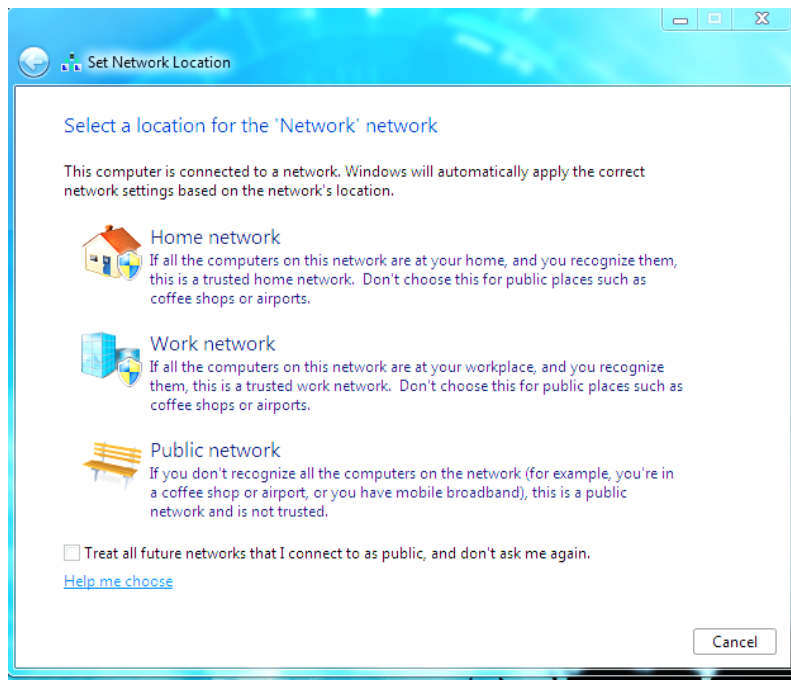 Set Network Location
Select a location for the 'Network' network
This computer is connected to a network. Windows will automatically apply the correct
network settings based on the network's location.
Home network
If all the computers on this network are at your home, and you recognize them,
this is a trusted home network.  Don't choose this for public places such as
coffee shops or airports.
Work network
If all the computers on this network are at your workplace, and you recognize
them, this is a trusted work network.  Don't choose this for public places such as
coffee shops or airports.
Public network
If you don't recognize all the computers on the network (for example, you're in
a coffee shop or airport, or you have mobile broadband), this is a public
network and is not trusted.
Treat all future networks that I connect to as public, and don't ask me again.
Help me choose
Cancel